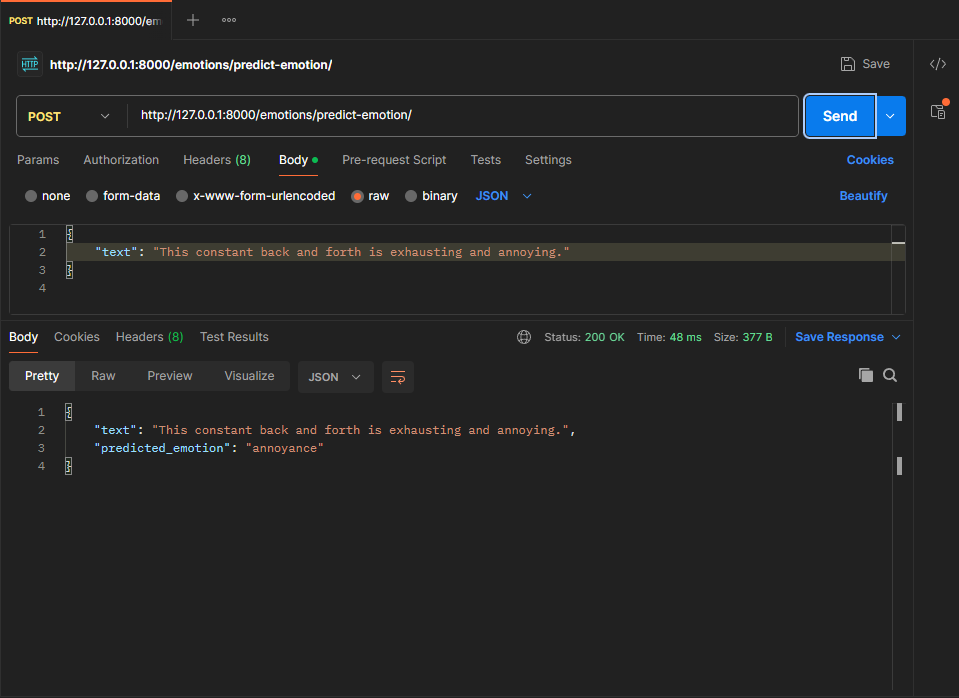 POST http://127.0.0.1:8000/em
HTTP http://127.0.0.1:8000/emotions/predict-emotion/ Save
POST http://127.0.0.1:8000/emotions/predict-emotion/ Send
Params Authorization Headers (8) Body Pre-request Script Tests Settings Cookies
none form-data x-www-form-urlencoded raw binary JSON Beautify
1 {
2 "text": "This constant back and forth is exhausting and annoying."
3 }
4
Body Cookies Headers (8) Test Results Status: 200 OK Time: 48 ms Size: 377 B Save Response
Pretty Raw Preview Visualize JSON
1 {
2 "text": "This constant back and forth is exhausting and annoying.",
3 "predicted_emotion": "annoyance"
4 }